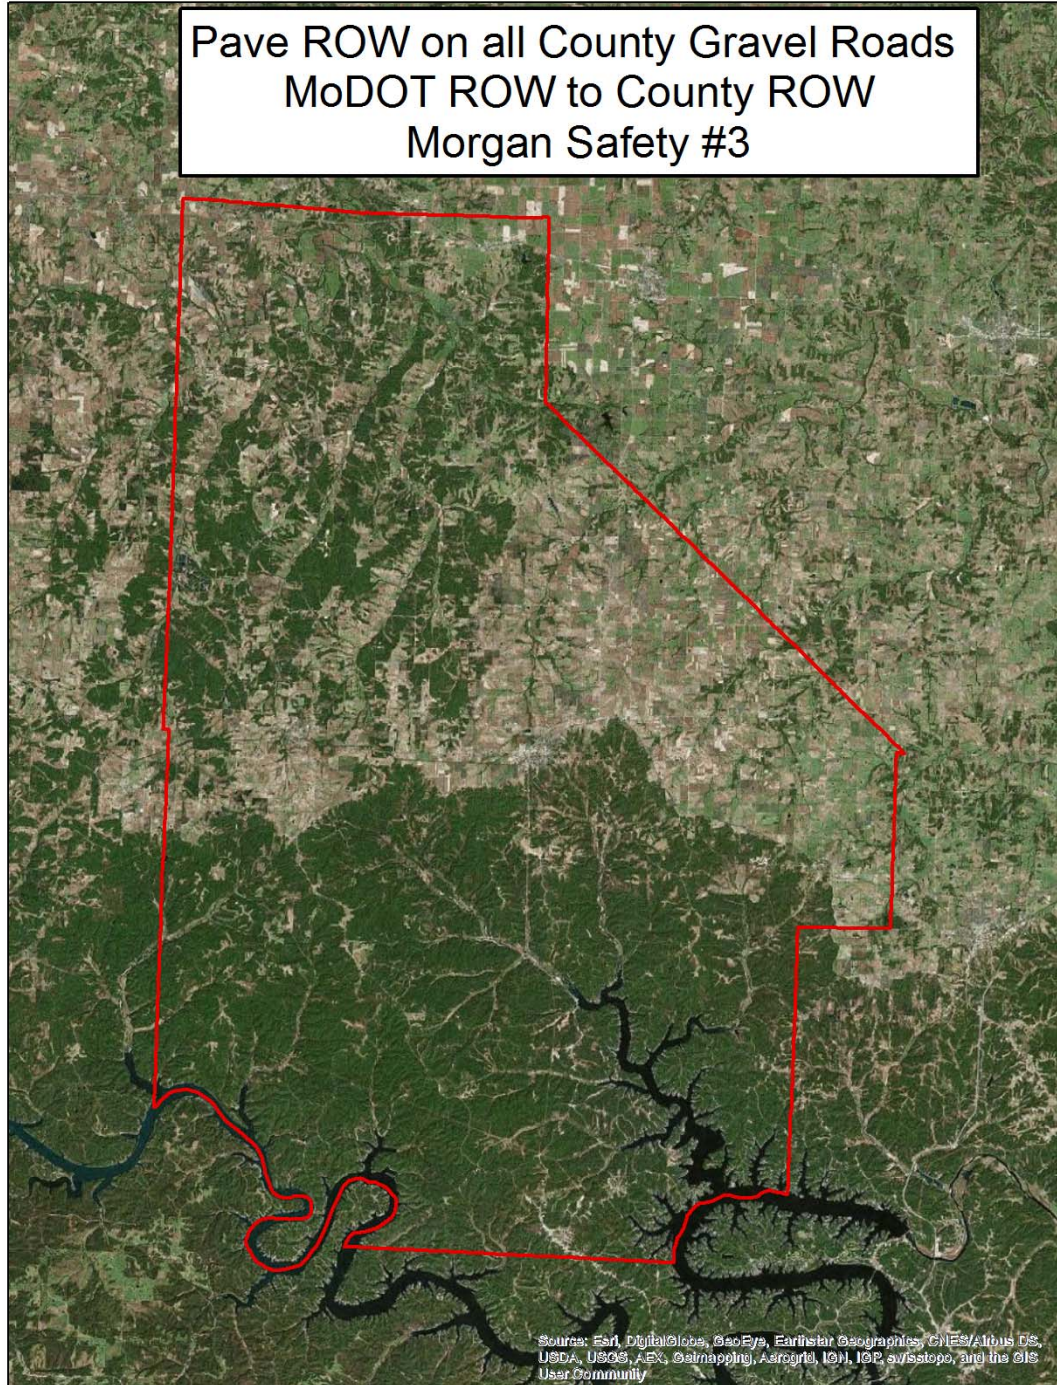 Pave ROW on all County Gravel Roads
MoDOT ROW to County ROW
Morgan Safety #3
Source: Esri, DigitalGlobe, GeoEye, Earthstar Geographics, CNES/Airbus DS,
USDA, USGS, AEX, Getmapping, Aerogrid, IGN, IGP, swisstopo, and the GIS
User Community